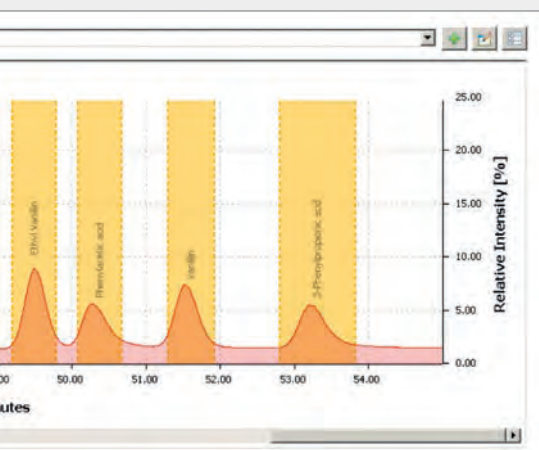 25.00
20.00
15.00
10.00
5.00
0.00
Relative Intensity [%]
Ethyl Vanillin
Phenylacetic acid
Vanillin
3-Phenylpropionic acid
00
50.00
51.00
52.00
53.00
54.00
utes